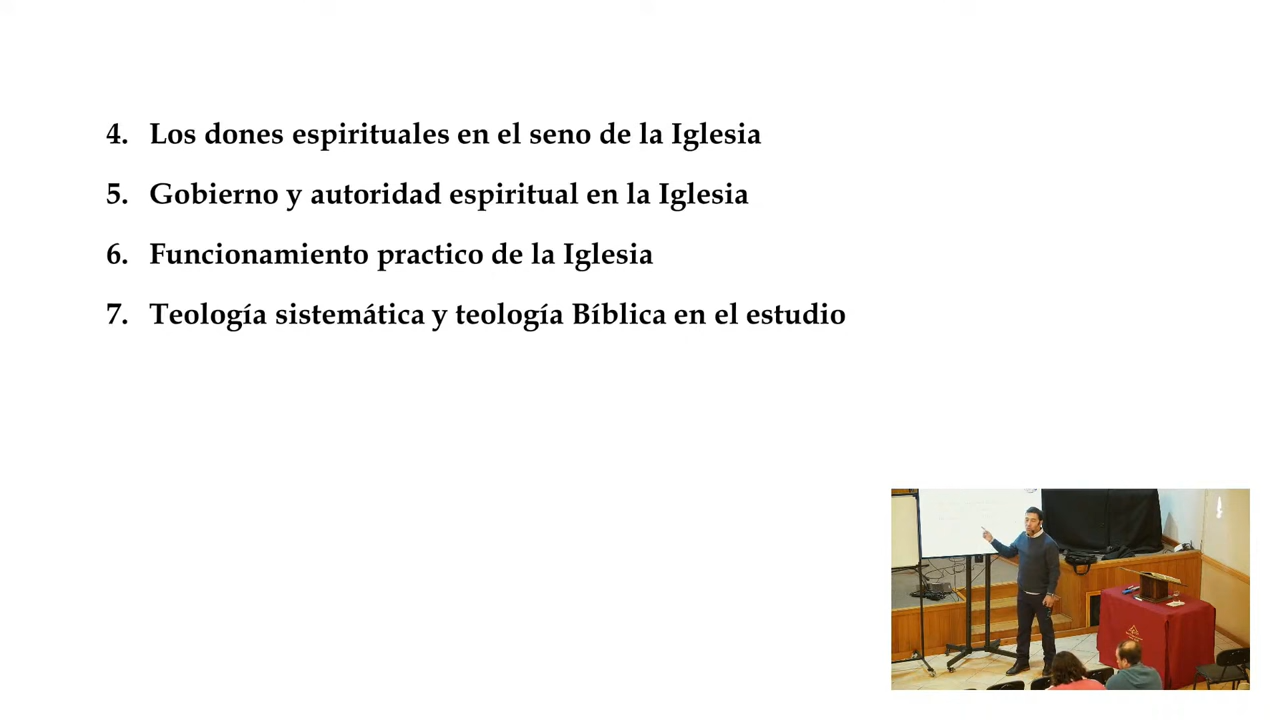 4. Los dones espirituales en el seno de la Iglesia
5. Gobierno y autoridad espiritual en la Iglesia
6. Funcionamiento practico de la Iglesia
7. Teología sistemática y teología Bíblica en el estudio